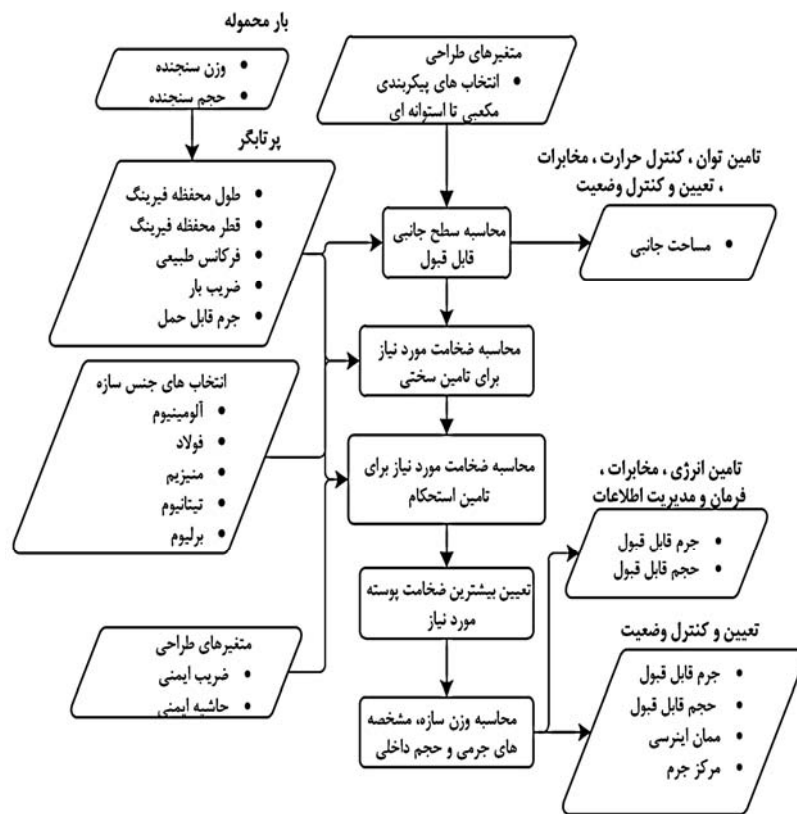 بار محموله
وزن سنجنده
حجم سنجنده
متغیرهای طراحی
انتخاب های پیکربندی
مکعبی تا استوانه ای
پرتابگر
طول محفظه فیرینگ
قطر محفظه فیرینگ
فرکانس طبیعی
ضریب بار
جرم قابل حمل
تامین توان ، کنترل حرارت ، مخابرات
، تعیین و کنترل وضعیت
مساحت جانبی
محاسبه سطح جانبی
قابل قبول
محاسبه ضخامت مورد نیاز
برای تامین سختی
انتخاب های جنس سازه
آلومینیوم
فولاد
منیزیم
تیتانیوم
برلیوم
محاسبه ضخامت مورد نیاز برای
تامین استحکام
تامین انرژی ، مخابرات ،
فرمان و مدیریت اطلاعات
جرم قابل قبول
حجم قابل قبول
تعیین بیشترین ضخامت پوسته
مورد نیاز
متغیرهای طراحی
ضریب ایمنی
حاشیه ایمنی
محاسبه وزن سازه، مشخصه
های جرمی و حجم داخلی
تعیین و کنترل وضعیت
جرم قابل قبول
حجم قابل قبول
ممان اینرسی
مرکز جرم